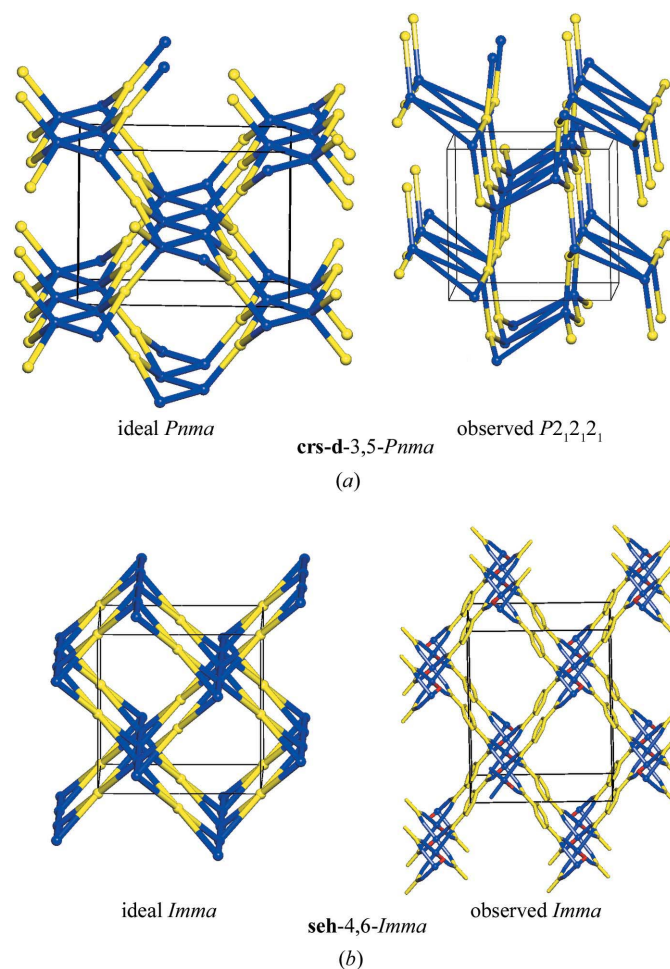 ideal Pnma observed P2₁2₁2₁
crs-d-3,5-Pnma
(a)
ideal Imma observed Imma
seh-4,6-Imma
(b)